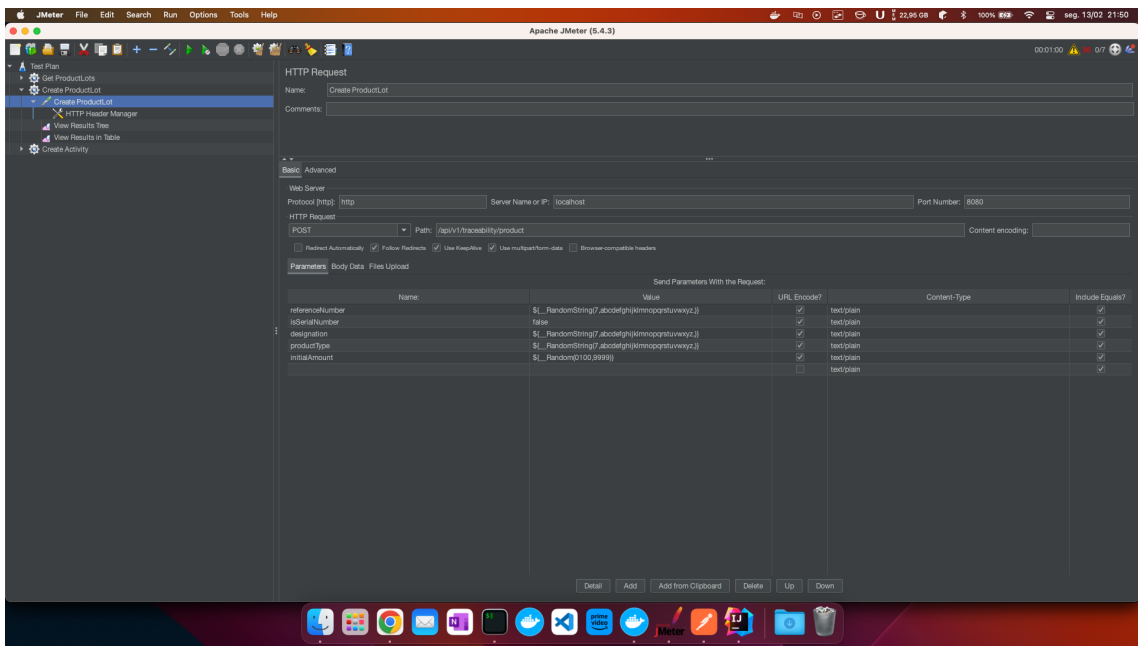 JMeter File Edit Search Run Options Tools Help 22,95 GB 100% seg. 13/02 21:50
Apache JMeter (5.4.3)
00:01:00 0/7
Test Plan
Get ProductLots
Create ProductLot
Create ProductLot
HTTP Header Manager
View Results Tree
View Results in Table
Create Activity
HTTP Request
Name: Create ProductLot
Comments:
Basic Advanced
Web Server
Protocol [http]: http Server Name or IP: localhost Port Number: 8080
HTTP Request
POST Path: /api/v1/traceability/product Content encoding:
Redirect Automatically Follow Redirects Use KeepAlive Use multipart/form-data Browser-compatible headers
Parameters Body Data Files Upload
Send Parameters With the Request:
Name: Value URL Encode? Content-Type Include Equals?
referenceNumber ${__RandomString(7,abcdefghijklmnopqrstuvwxyz,)} text/plain
isSerialNumber false text/plain
designation ${__RandomString(7,abcdefghijklmnopqrstuvwxyz,)} text/plain
productType ${__RandomString(7,abcdefghijklmnopqrstuvwxyz,)} text/plain
initialAmount ${__Random(0100,9999)} text/plain
text/plain
Detail Add Add from Clipboard Delete Up Down
prime video
JMeter
IJ